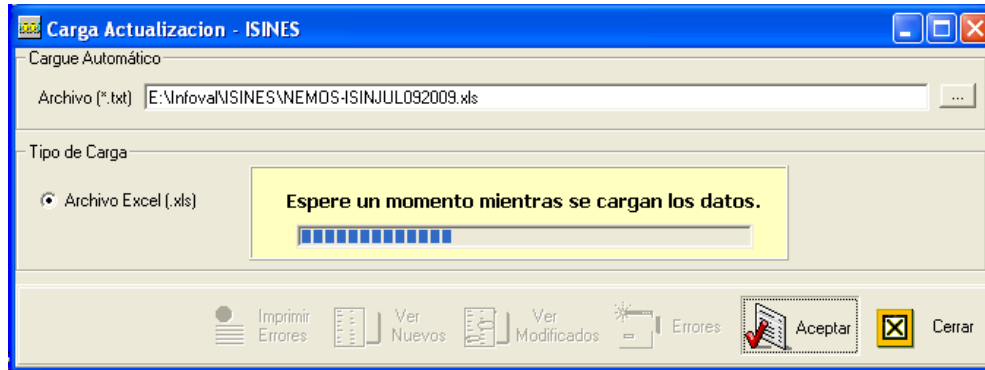 Carga Actualizacion - ISINES
Cargue Automático
Archivo (*.txt) E:\Infoval\ISINES\NEMOS-ISINJUL092009.xls ...
Tipo de Carga
Archivo Excel (.xls)
Espere un momento mientras se cargan los datos.
Imprimir Errores
Ver Nuevos
Ver Modificados
Errores
Aceptar
Cerrar